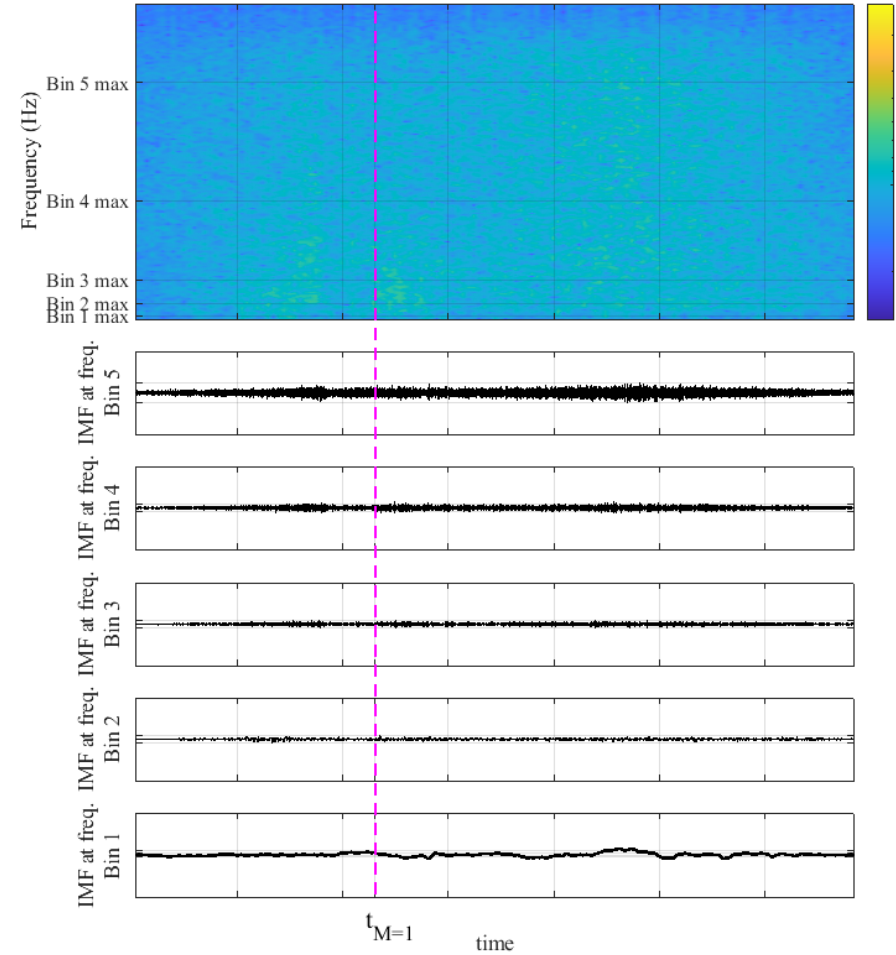 Frequency (Hz)
Bin 5 max
Bin 4 max
Bin 3 max
Bin 2 max
Bin 1 max
IMF at freq.
Bin 5
IMF at freq.
Bin 4
IMF at freq.
Bin 3
IMF at freq.
Bin 2
IMF at freq.
Bin 1
t_{M=1}
time